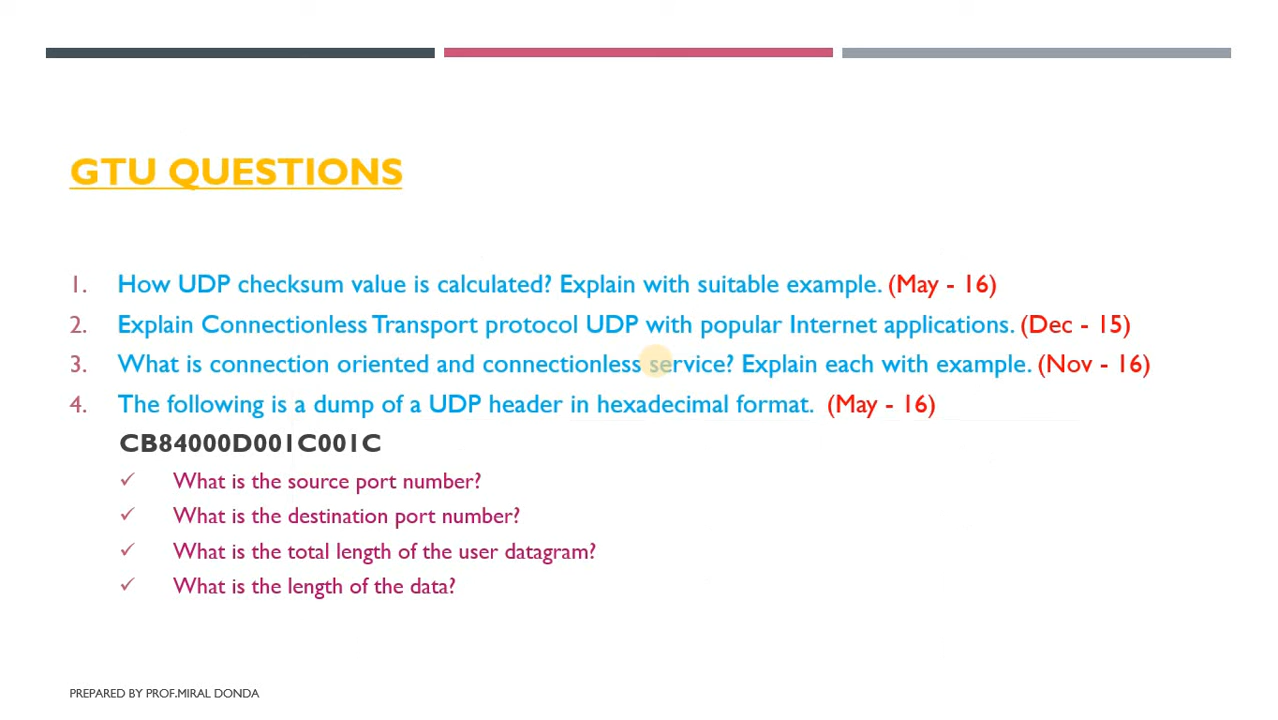 GTU QUESTIONS
1. How UDP checksum value is calculated? Explain with suitable example. (May - 16)
2. Explain Connectionless Transport protocol UDP with popular Internet applications. (Dec - 15)
3. What is connection oriented and connectionless service? Explain each with example. (Nov - 16)
4. The following is a dump of a UDP header in hexadecimal format. (May - 16)
CB84000D001C001C
✓ What is the source port number?
✓ What is the destination port number?
✓ What is the total length of the user datagram?
✓ What is the length of the data?
PREPARED BY PROF.MIRAL DONDA